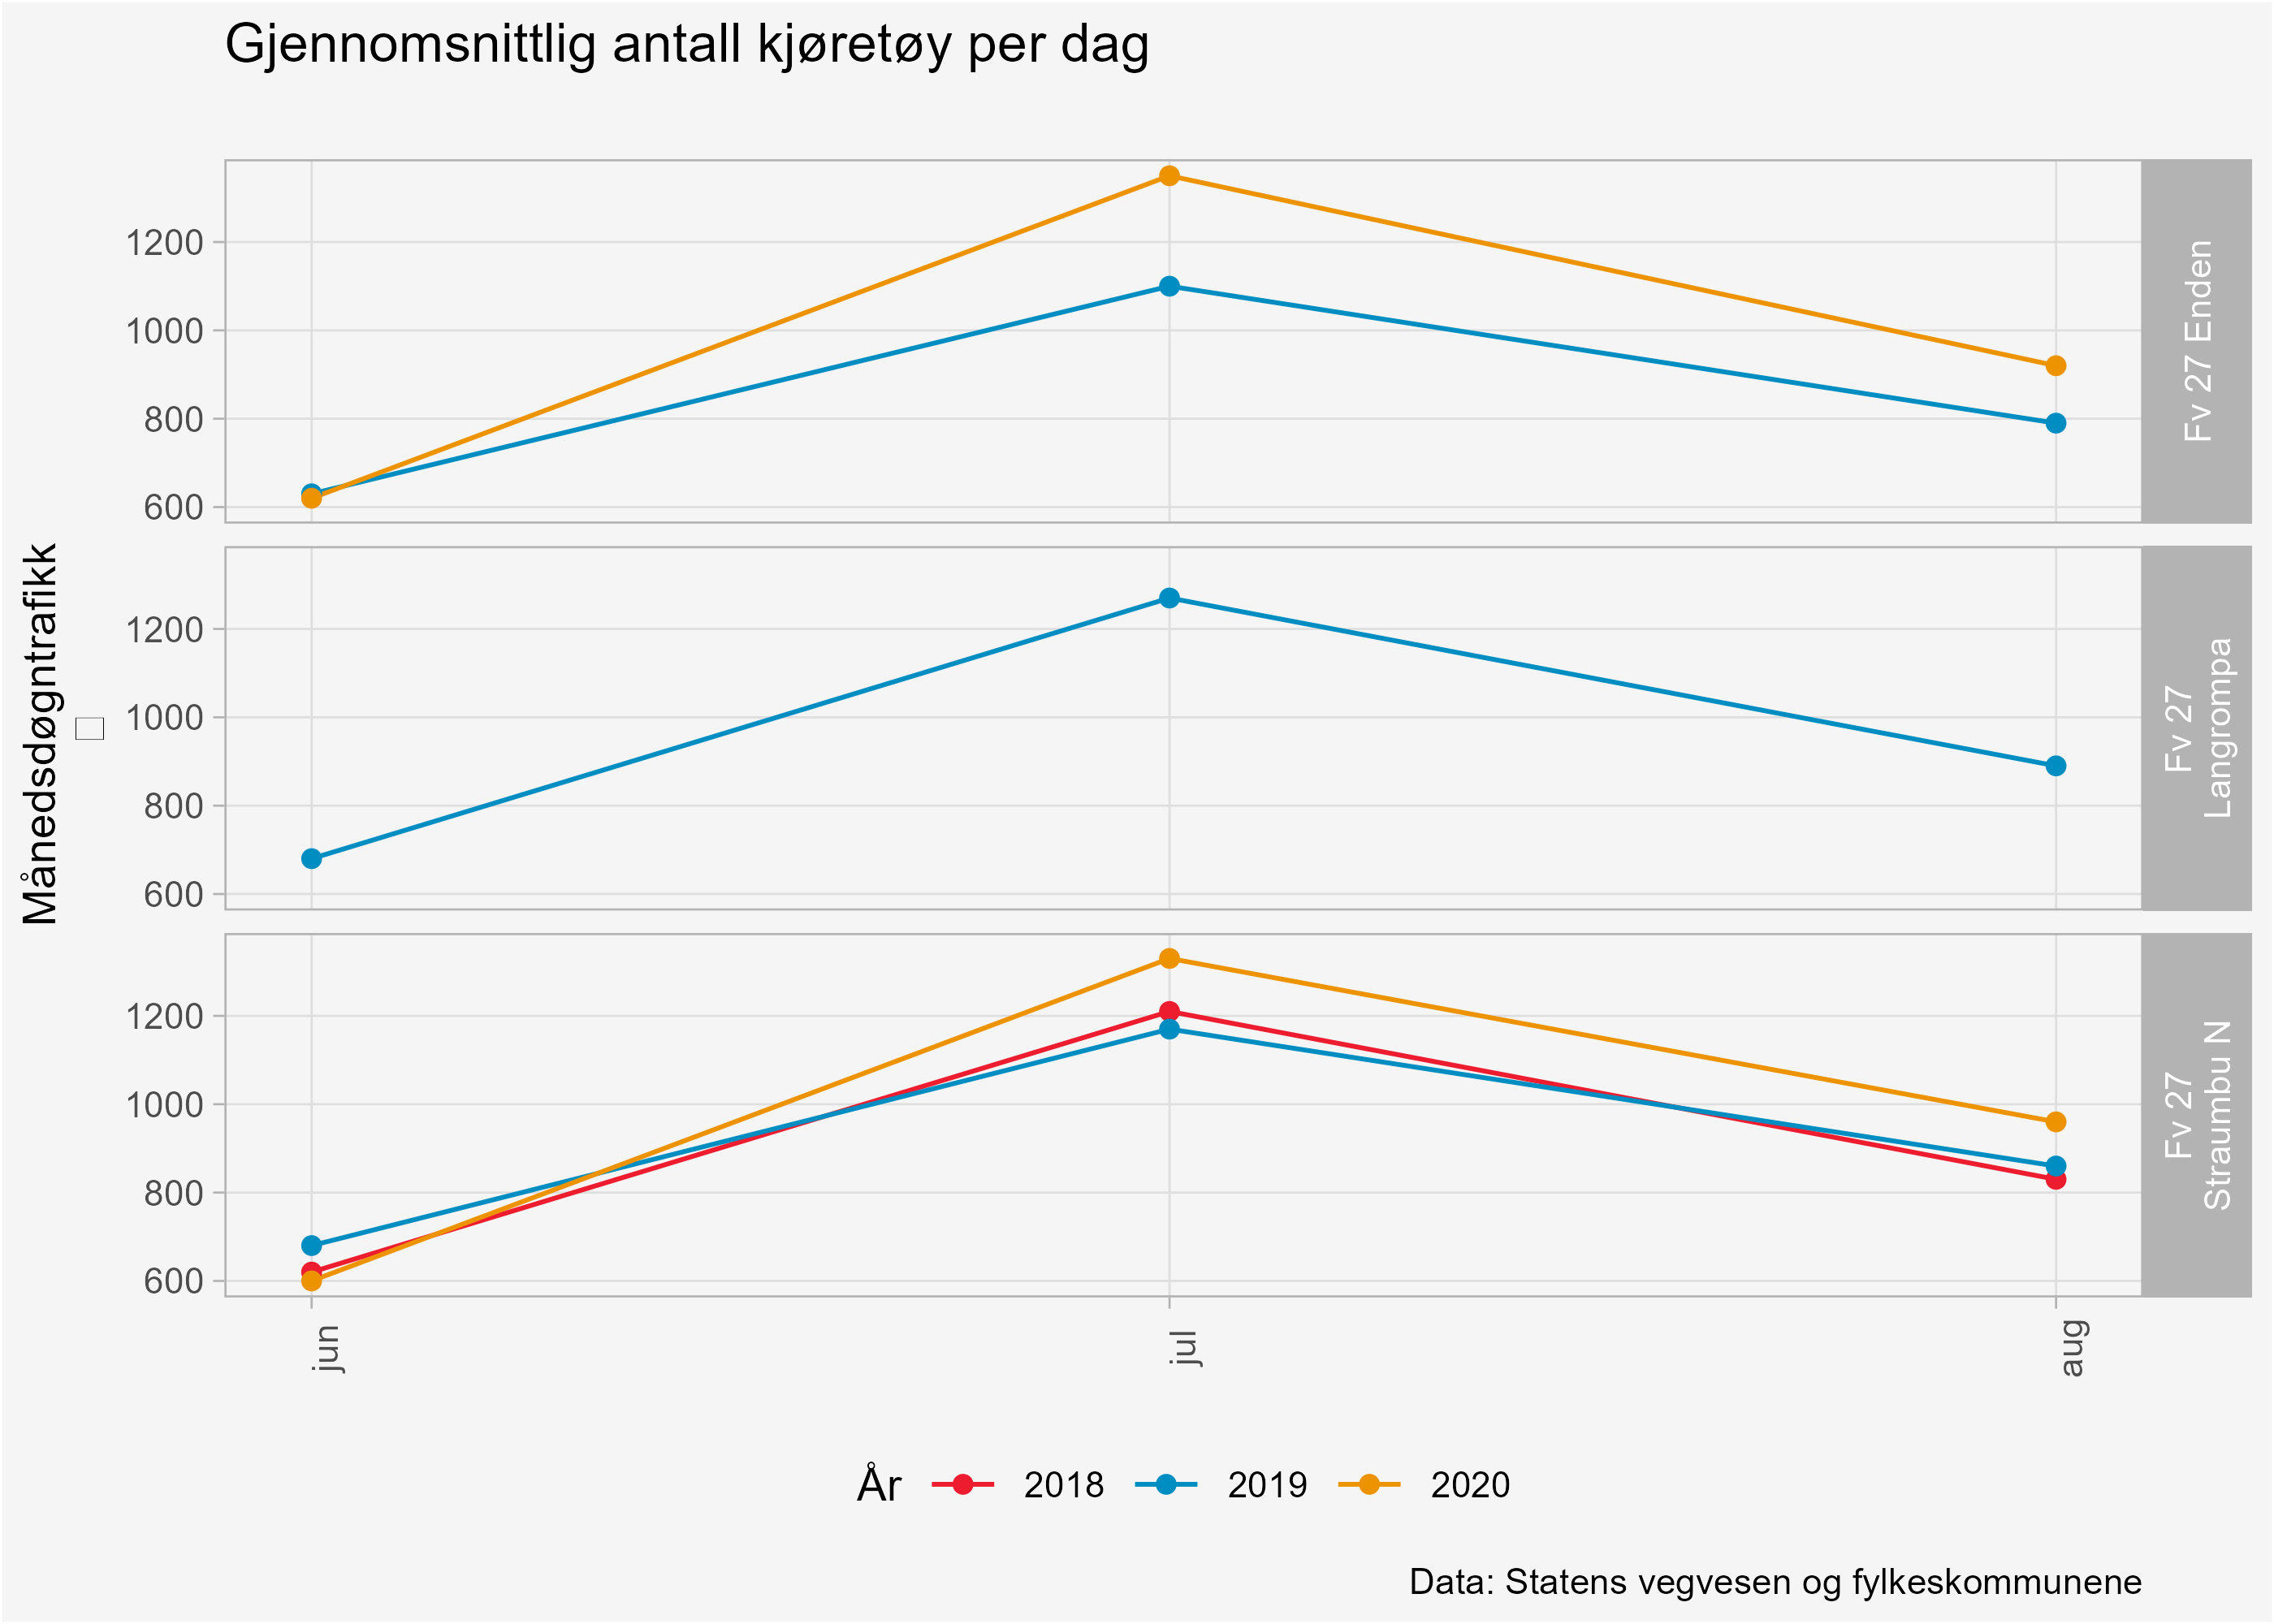 Gjennomsnittlig antall kjøretøy per dag
Månedsdøgntrafikk
1200
1000
800
600
Fv 27 Enden
1200
1000
800
600
Fv 27
Langrompa
1200
1000
800
600
Fv 27
Straumbu N
jun
jul
aug
År
2018
2019
2020
Data: Statens vegvesen og fylkeskommunene